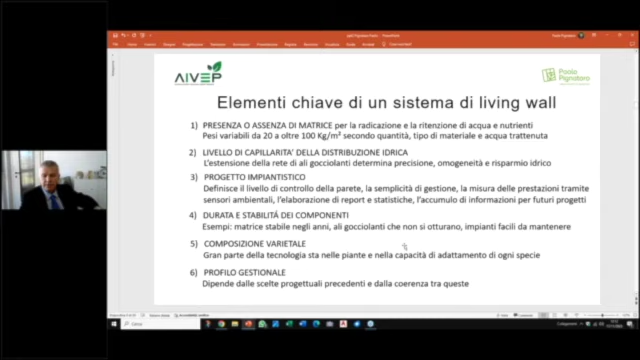 AIVEP
Paolo
Pignataro
Elementi chiave di un sistema di living wall
1) PRESENZA O ASSENZA DI MATRICE per la radicazione e la ritenzione di acqua e nutrienti
Pesi variabili da 20 a oltre 100 Kg/m² secondo quantità, tipo di materiale e acqua trattenuta
2) LIVELLO DI CAPILLARITA' DELLA DISTRIBUZIONE IDRICA
L'estensione della rete di ali gocciolanti determina precisione, omogeneità e risparmio idrico
3) PROGETTO IMPIANTISTICO
Definisce il livello di controllo della parete, la semplicità di gestione, la misura delle prestazioni tramite
sensori ambientali, l'elaborazione di report e statistiche, l'accumulo di informazioni per futuri progetti
4) DURATA E STABILITÁ DEI COMPONENTI
Esempi: matrice stabile negli anni, ali gocciolanti che non si otturano, impianti facili da mantenere
5) COMPOSIZIONE VARIETALE
Gran parte della tecnologia sta nelle piante e nella capacità di adattamento di ogni specie
6) PROFILO GESTIONALE
Dipende dalle scelte progettuali precedenti e dalla coerenza tra queste
Cerca